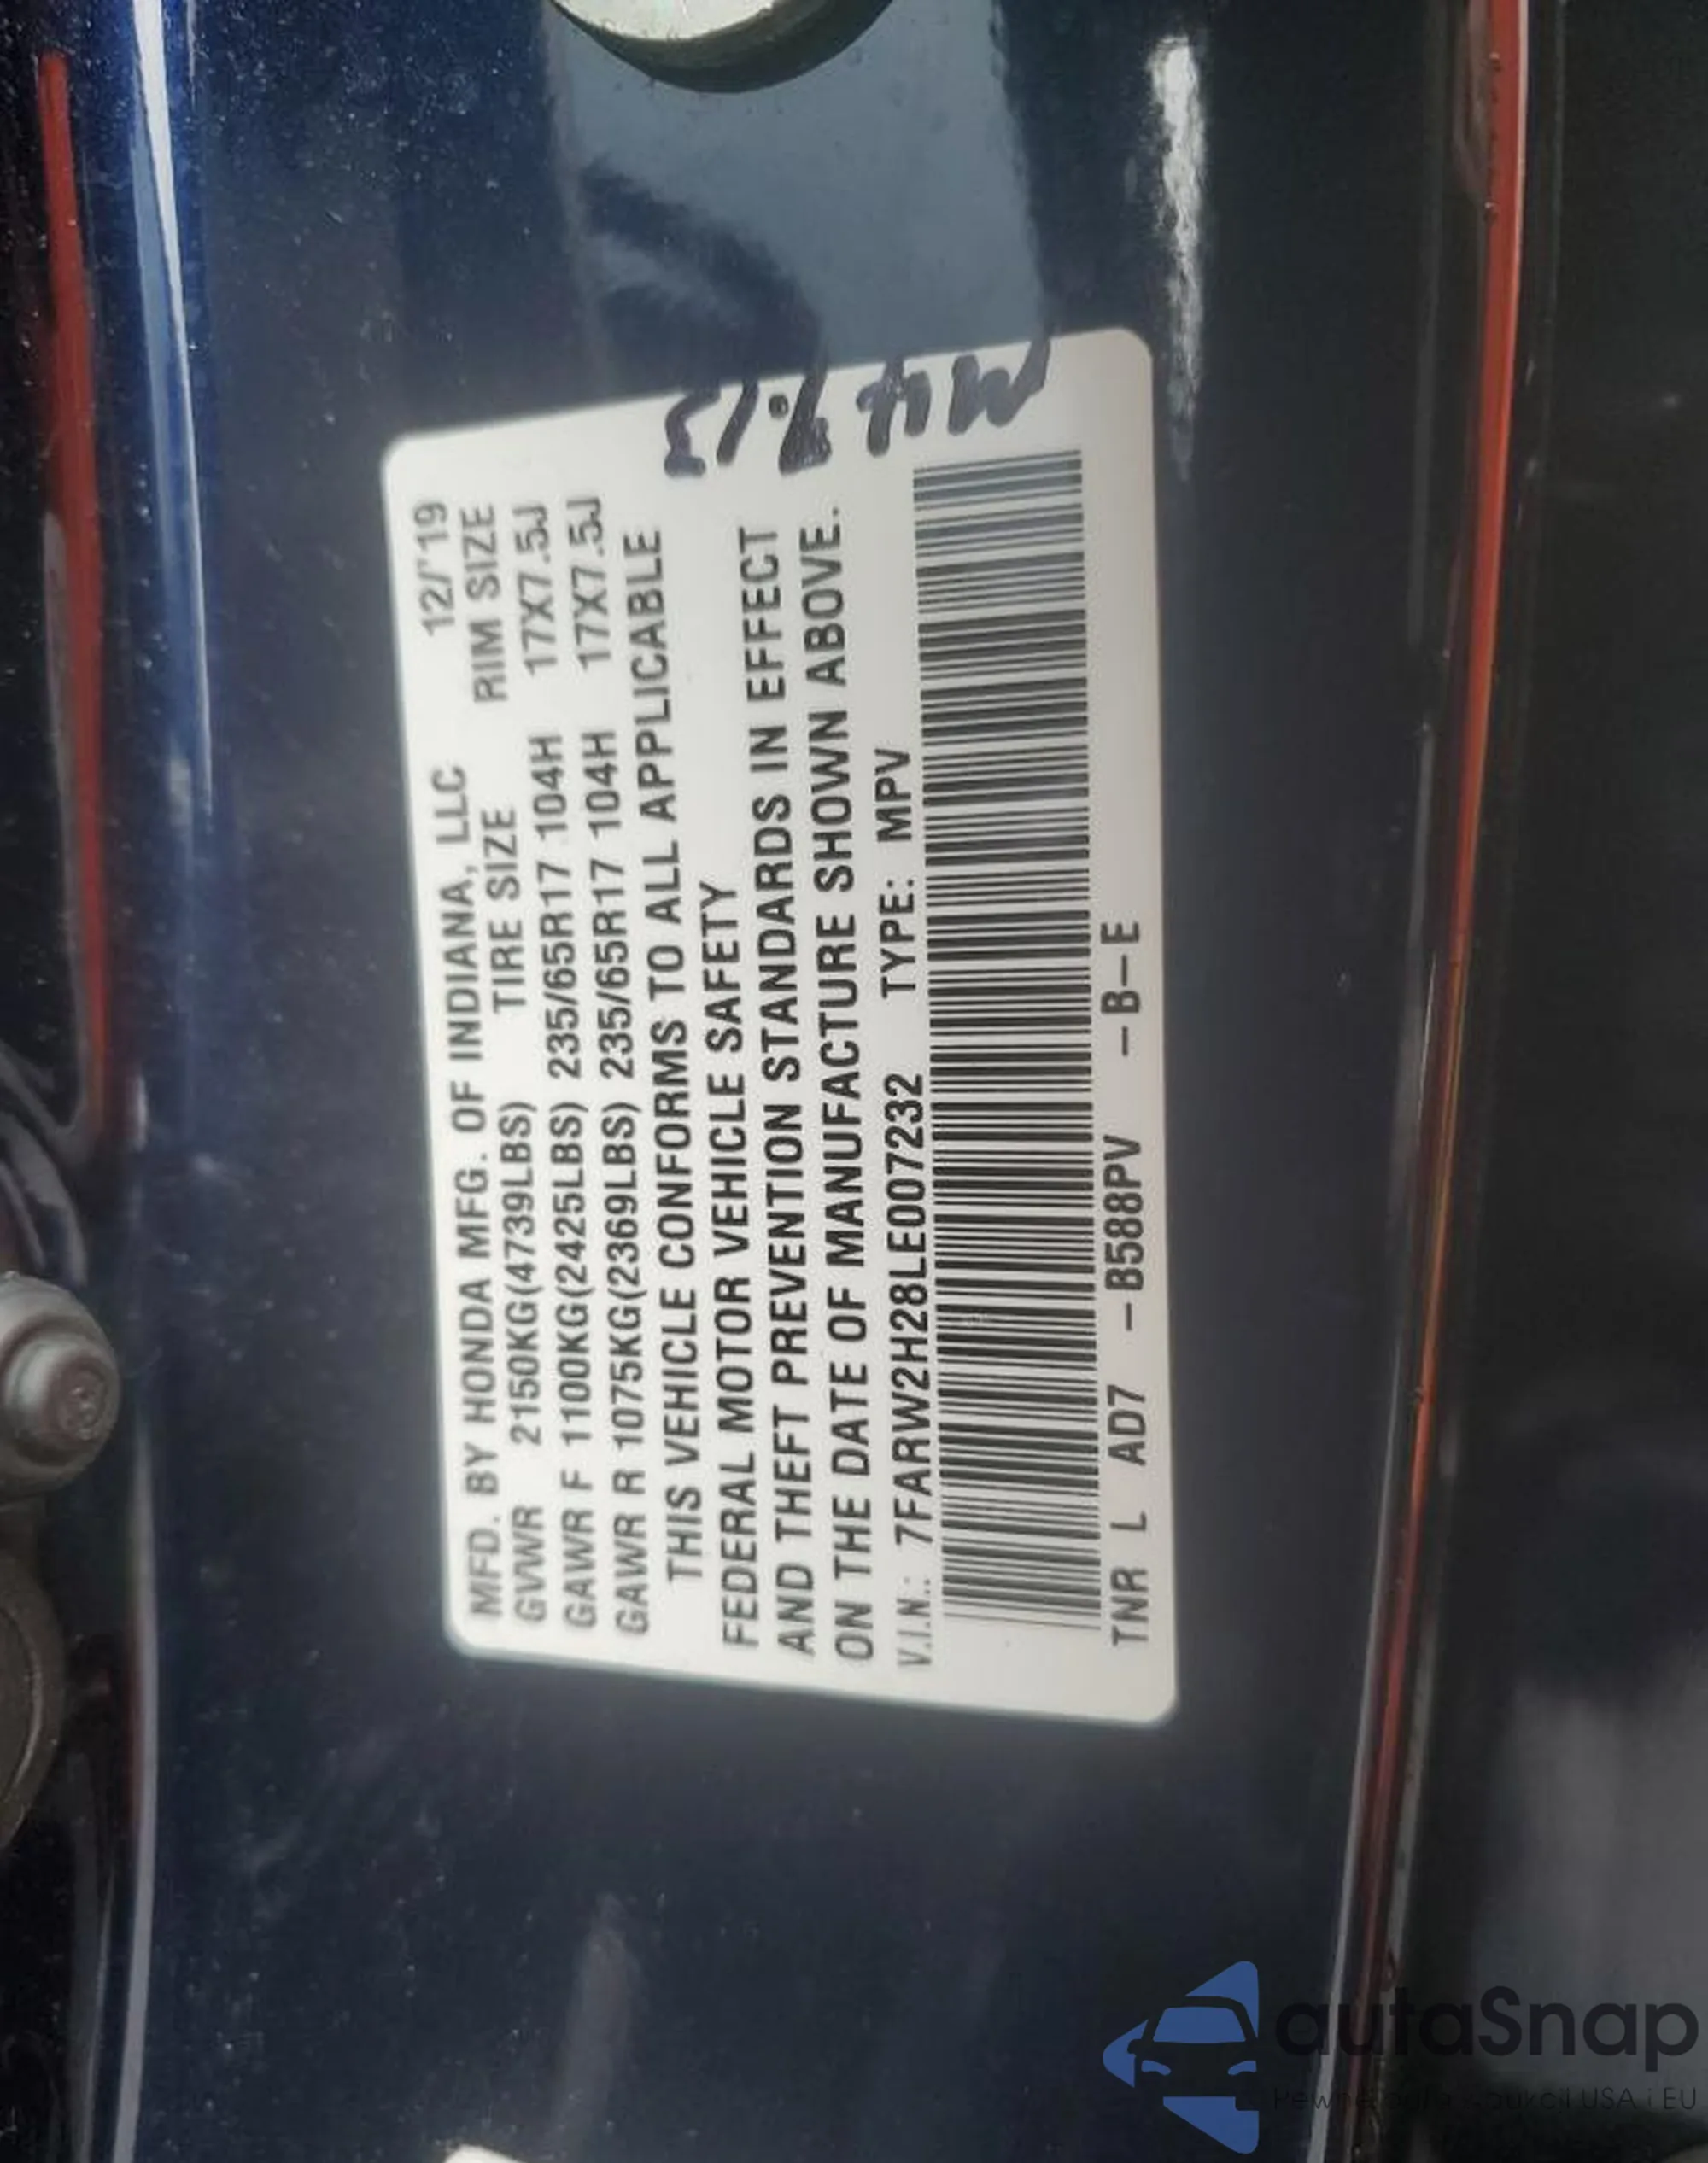 MFD. BY HONDA MFG. OF INDIANA, LLC 12/'19
GVWR 2150KG(4739LBS) TIRE SIZE RIM SIZE
GAWR F 1100KG(2425LBS) 235/65R17 104H 17X7.5J
GAWR R 1075KG(2369LBS) 235/65R17 104H 17X7.5J
THIS VEHICLE CONFORMS TO ALL APPLICABLE
FEDERAL MOTOR VEHICLE SAFETY
AND THEFT PREVENTION STANDARDS IN EFFECT
ON THE DATE OF MANUFACTURE SHOWN ABOVE.
V.I.N.: 7FARW2H28LE007232 TYPE: MPV
TNR L AD7 –B588PV –B–E
autaSnap
USA i EU